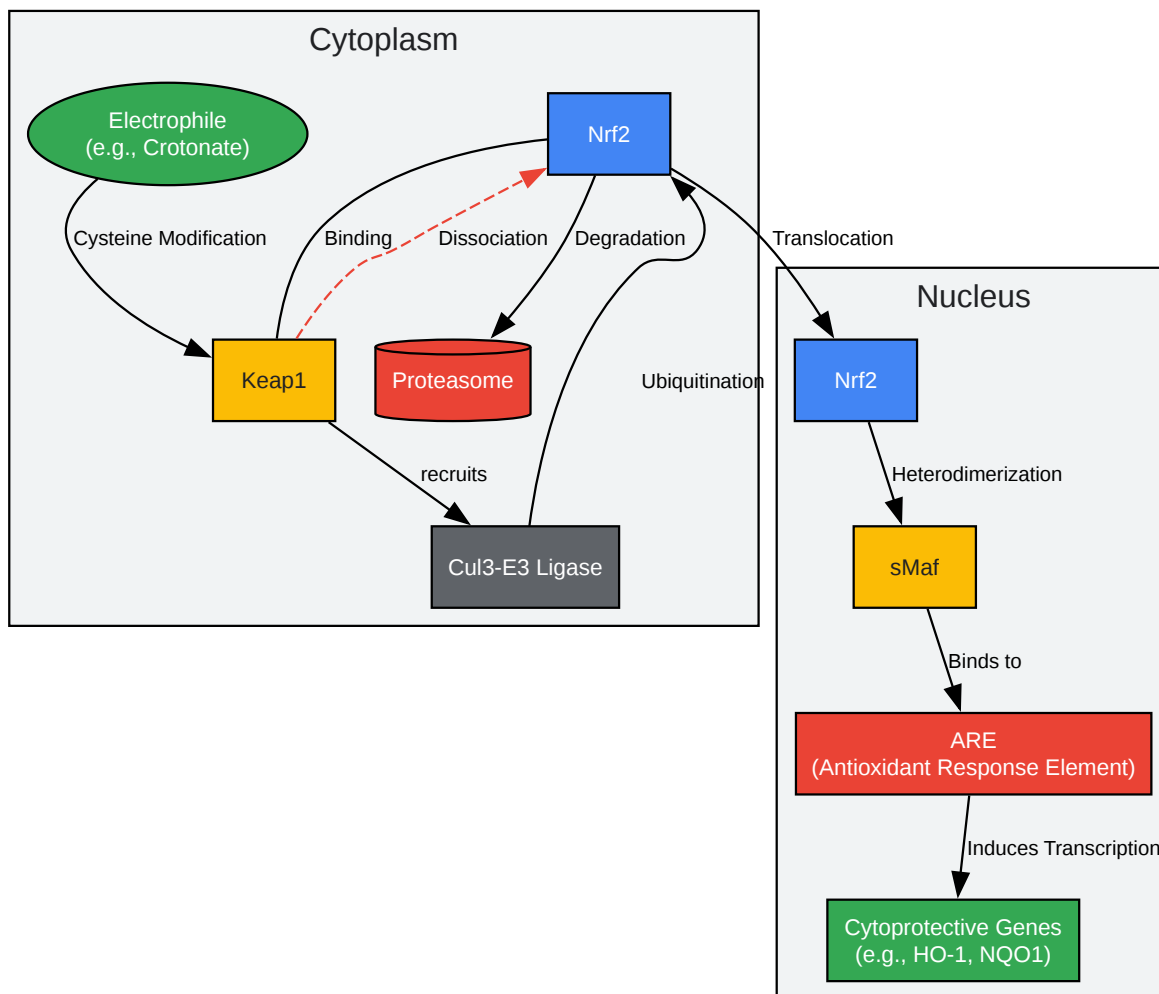 Cytoplasm
Electrophile
(e.g., Crotonate)
Nrf2
Cysteine Modification
Binding
Dissociation
Degradation
Translocation
Nucleus
Keap1
Proteasome
Ubiquitination
Nrf2
recruits
Heterodimerization
Cul3-E3 Ligase
sMaf
Binds to
ARE
(Antioxidant Response Element)
Induces Transcription
Cytoprotective Genes
(e.g., HO-1, NQO1)